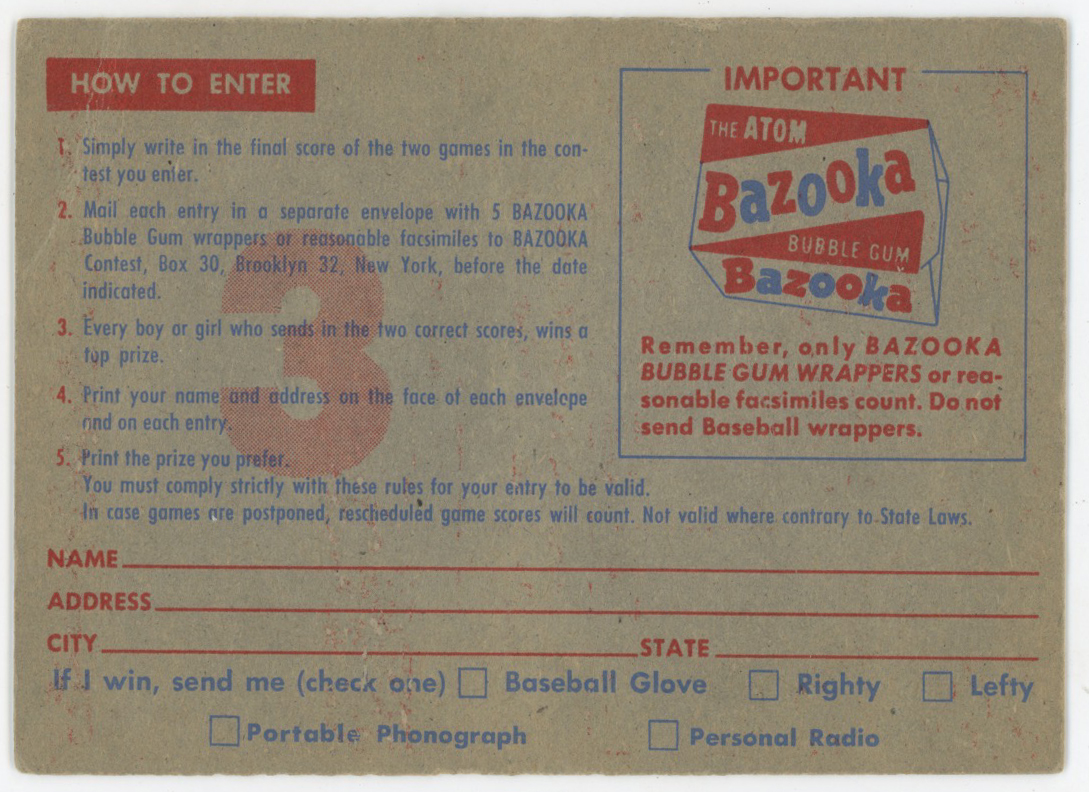 HOW TO ENTER
1. Simply write in the final score of the two games in the con-
test you enter.
2. Mail each entry in a separate envelope with 5 BAZOOKA
Bubble Gum wrappers or reasonable facsimiles to BAZOOKA
Contest, Box 30, Brooklyn 32, New York, before the date
indicated.
3. Every boy or girl who sends in the two correct scores, wins a
top prize.
4. Print your name and address on the face of each envelope
and on each entry.
5. Print the prize you prefer.
You must comply strictly with these rules for your entry to be valid.
In case games are postponed, rescheduled game scores will count. Not valid where contrary to State Laws.
3
IMPORTANT
THE ATOM
Bazooka
BUBBLE GUM
Bazooka
Remember, only BAZOOKA
BUBBLE GUM WRAPPERS or rea-
sonable facsimiles count. Do not
send Baseball wrappers.
NAME
ADDRESS
CITY STATE
If I win, send me (check one) Baseball Glove Righty Lefty
Portable Phonograph Personal Radio